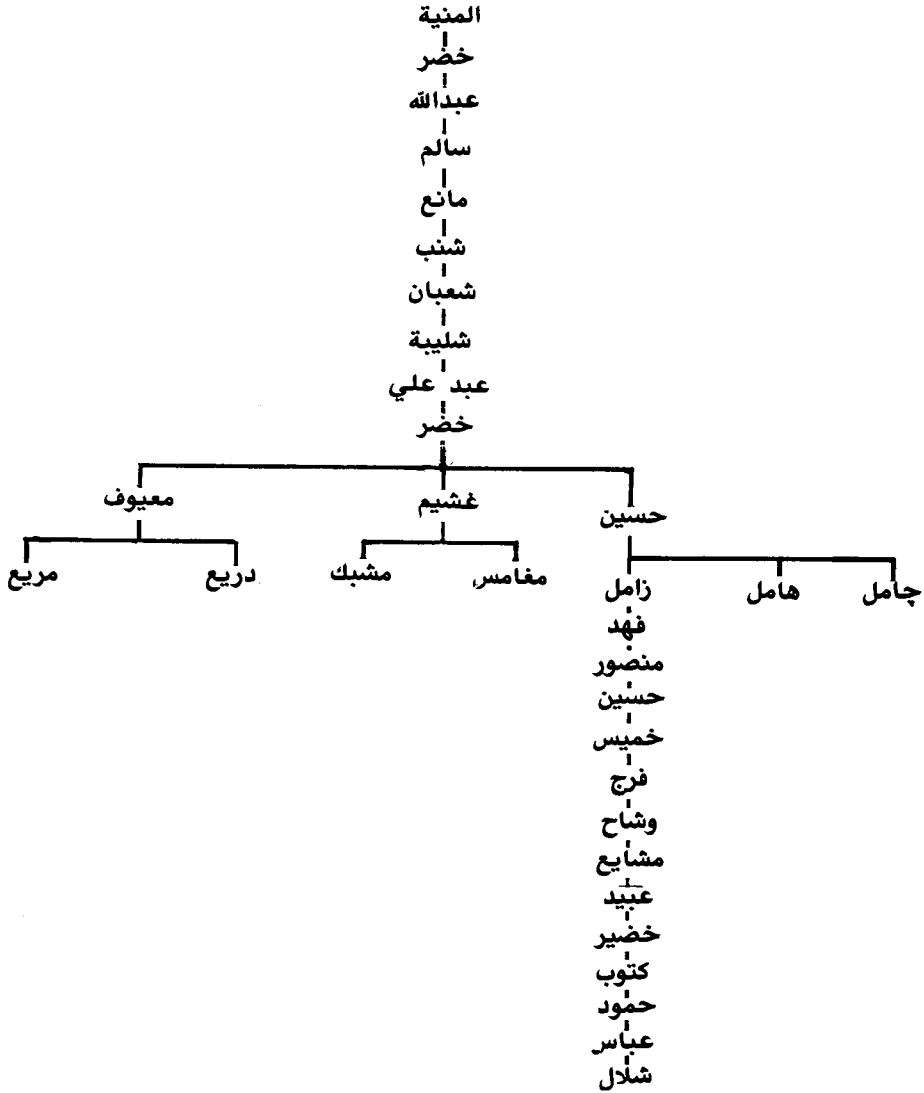 المنية
خضر
عبدالله
سالم
مانع
شنب
شعبان
شليبة
عبد علي
خضر
حسين غشيم معيوف
چامل هامل زامل مغامس مشبك دريع مريع
فهد
منصور
حسين
خميس
فرج
وشاح
مشايع
عبيد
خضير
كتوب
حمود
عباس
شلال